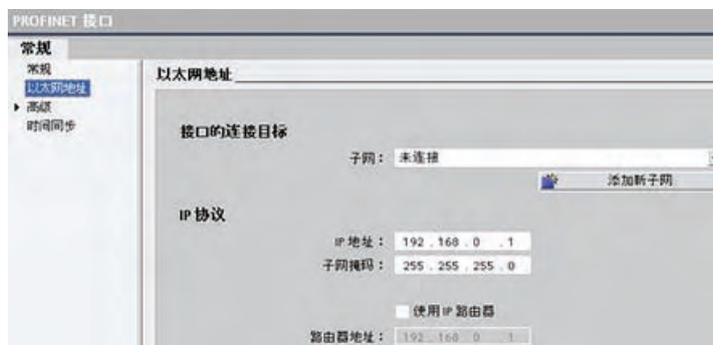 PROFINET 接口
常规
常规
以太网地址
高级
时间同步
以太网地址
接口的连接目标
子网： 未连接
添加新子网
IP 协议
IP 地址： 192 . 168 . 0 . 1
子网掩码： 255 . 255 . 255 . 0
使用 IP 路由器
路由器地址： 192 . 168 . 0 . 1